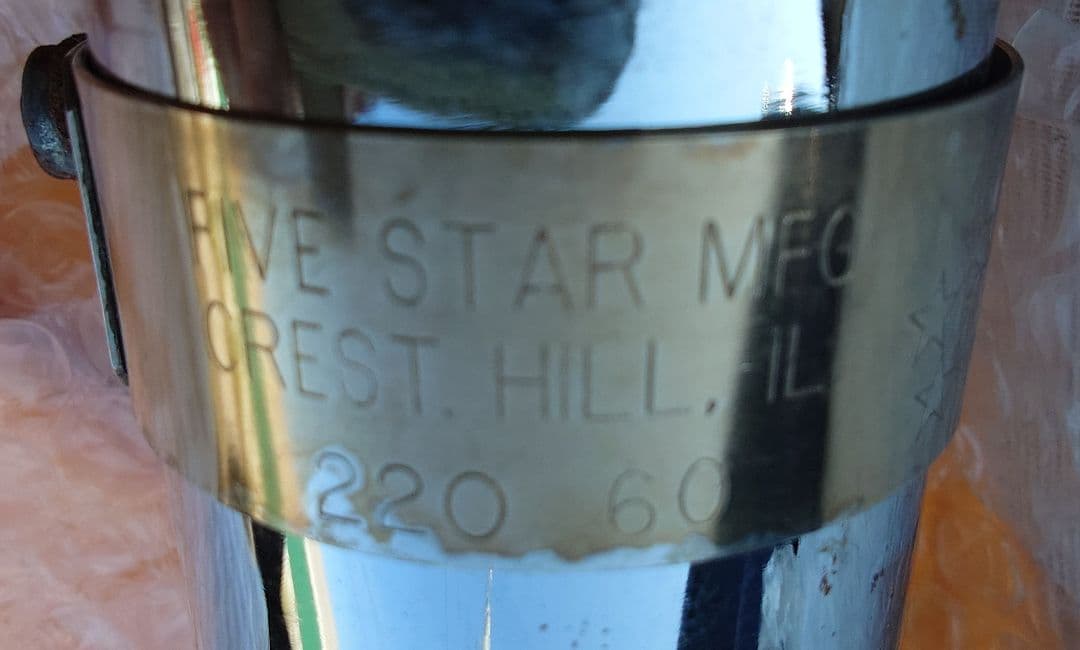 FIVE STAR MFG
CREST. HILL, IL
220 60